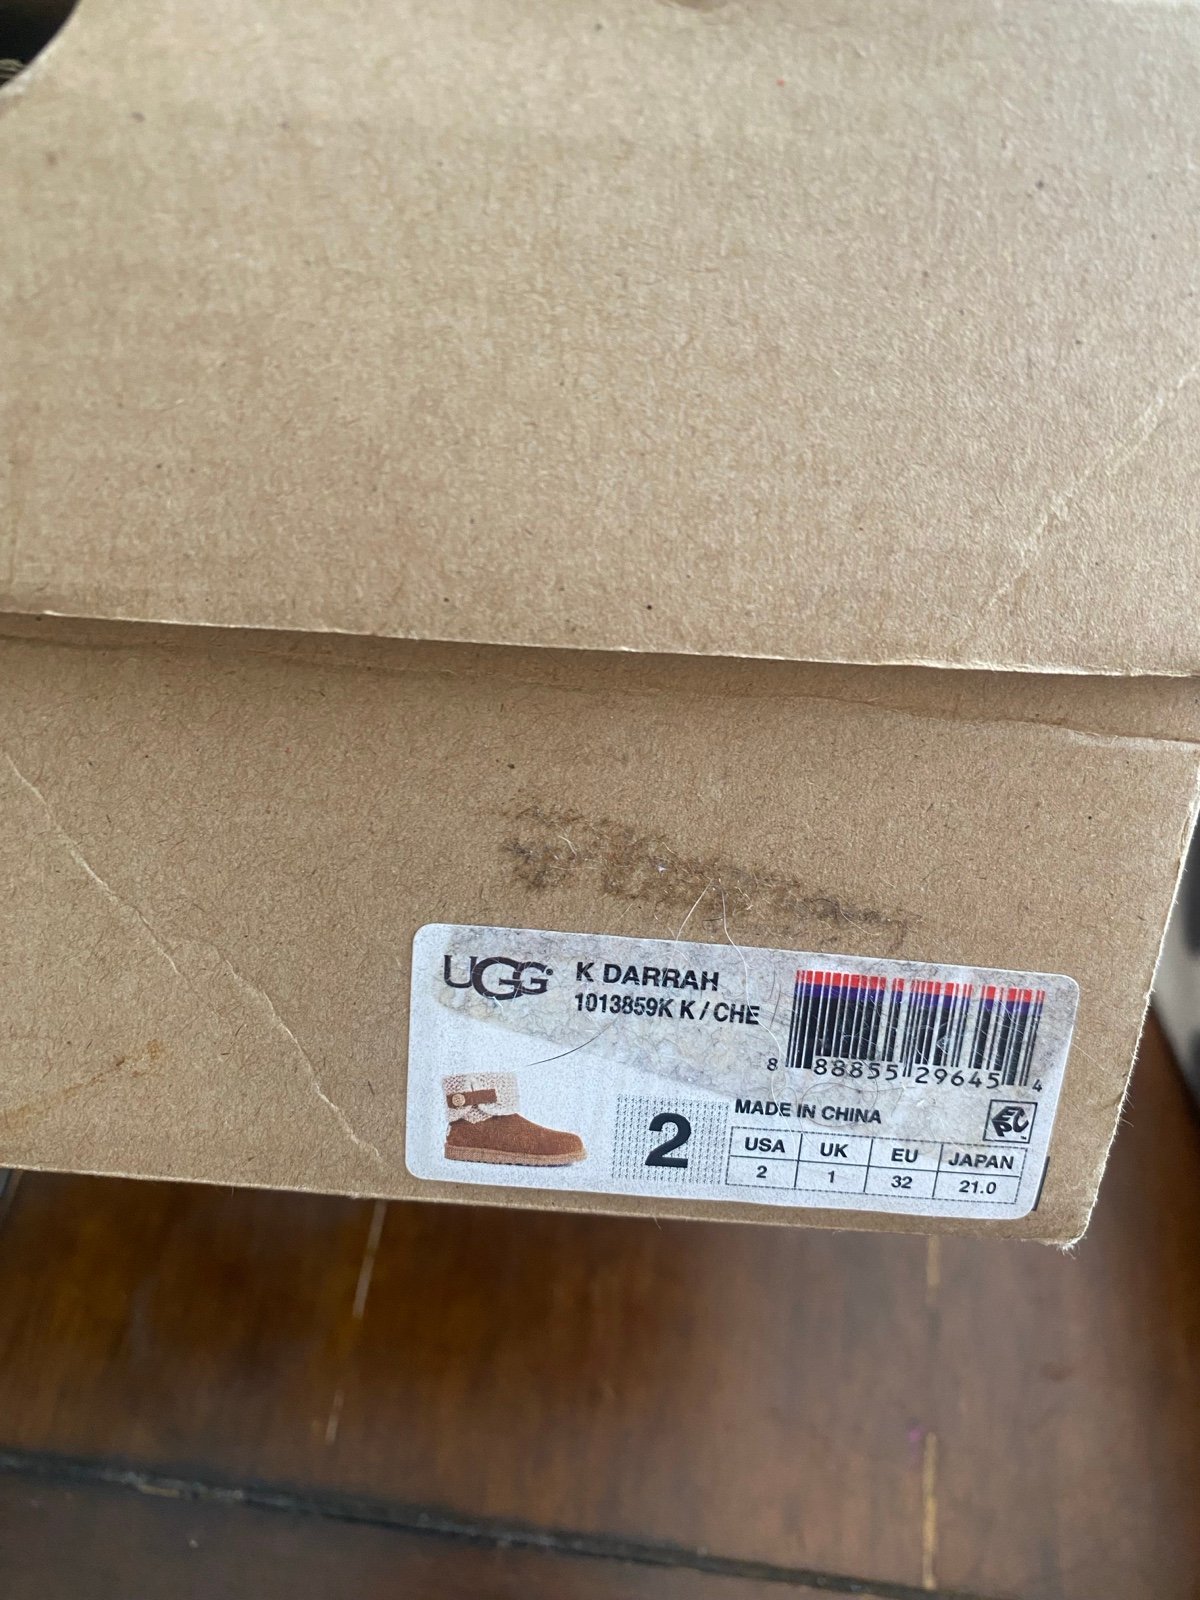 UGG K DARRAH
1013859K K / CHE
8 88855 29645 4
MADE IN CHINA
EPC
2
USA UK EU JAPAN
2 1 32 21.0